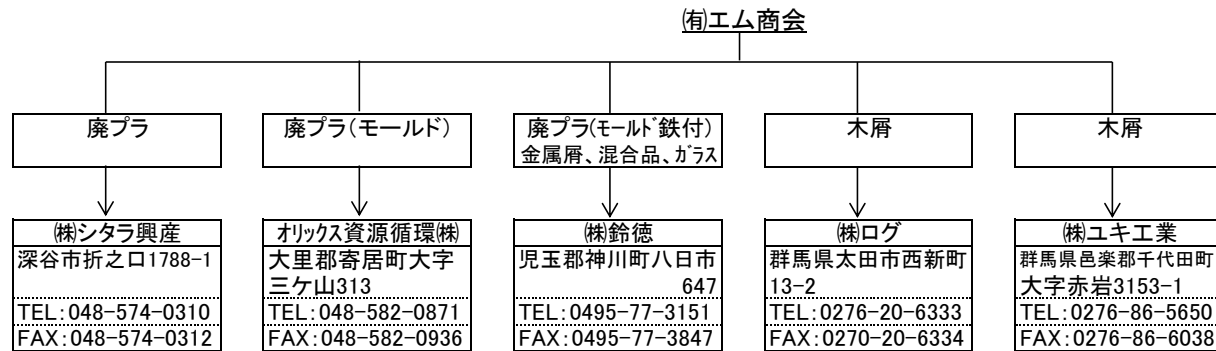 ㈲エム商会
廃プラ
廃プラ(モールド)
廃プラ(モールド鉄付)
金属屑、混合品、ガラス
木屑
木屑
㈱シタラ興産
深谷市折之口1788-1
TEL:048-574-0310
FAX:048-574-0312
オリックス資源循環㈱
大里郡寄居町大字
三ケ山313
TEL:048-582-0871
FAX:048-582-0936
㈱鈴徳
児玉郡神川町八日市
647
TEL:0495-77-3151
FAX:0495-77-3847
㈱ログ
群馬県太田市西新町
13-2
TEL:0276-20-6333
FAX:0270-20-6334
㈱ユキ工業
群馬県邑楽郡千代田町
大字赤岩3153-1
TEL:0276-86-5650
FAX:0276-86-6038